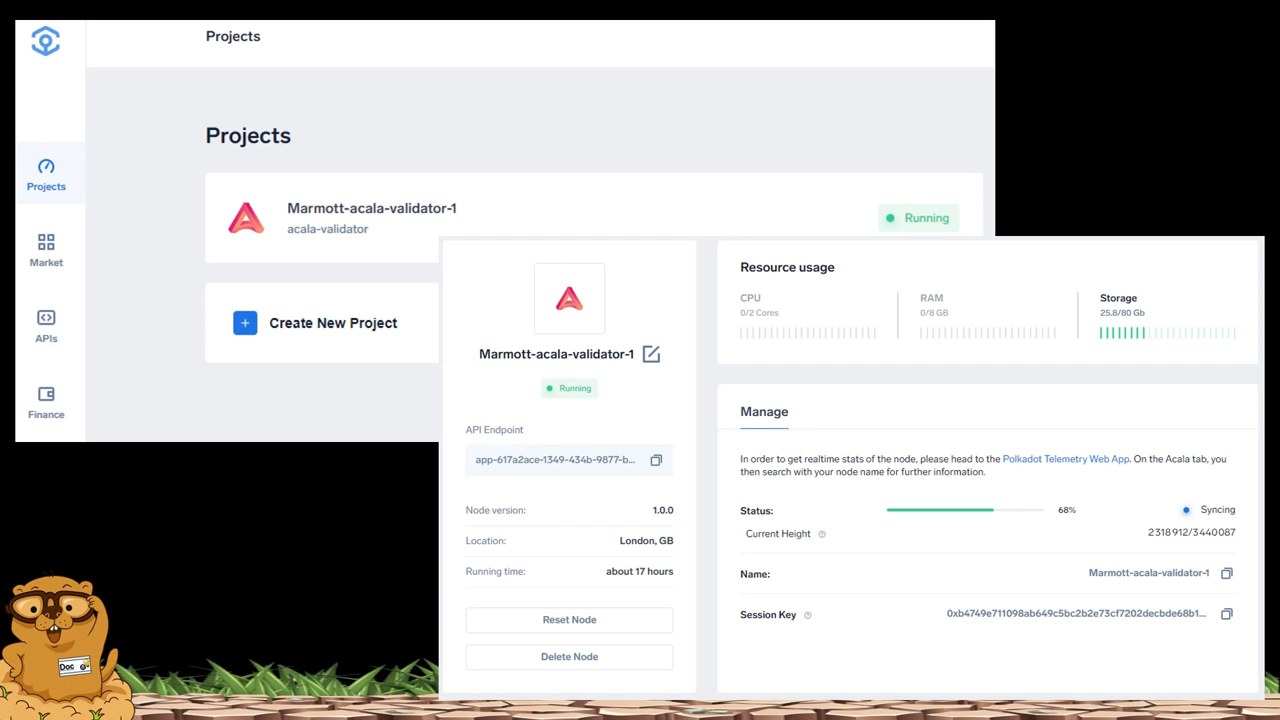 Projects
Projects
Projects
Marmott-acala-validator-1
acala-validator
Running
Market
APIs
Finance
Create New Project
Marmott-acala-validator-1
Running
API Endpoint
app-617a2ace-1349-434b-9877-b...
Node version:
1.0.0
Location:
London, GB
Running time:
about 17 hours
Reset Node
Delete Node
Resource usage
CPU
0/2 Cores
RAM
0/8 GB
Storage
25.8/80 Gb
Manage
In order to get realtime stats of the node, please head to the Polkadot Telemetry Web App. On the Acala tab, you
then search with your node name for further information.
Status:
68%
Syncing
Current Height
2318912/3440087
Name:
Marmott-acala-validator-1
Session Key
0xb4749e711098ab649c5bc2b2e73cf7202decbde68b1...
Doc